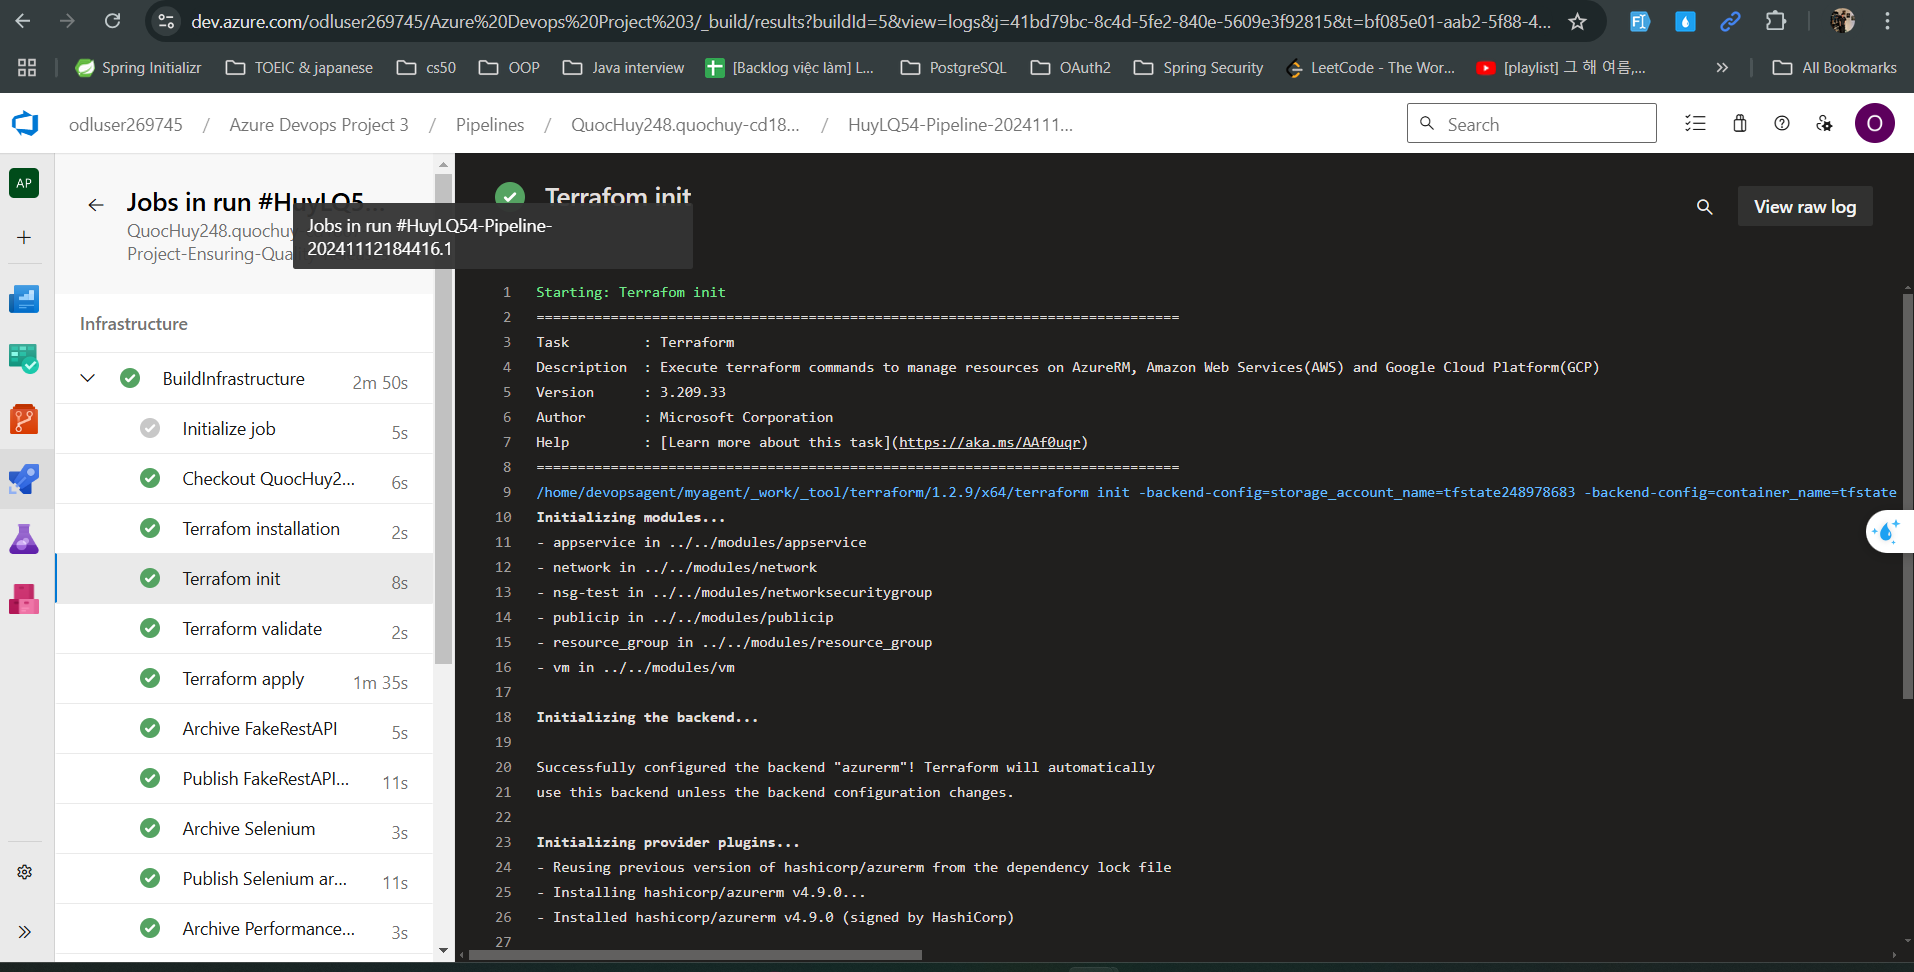 dev.azure.com/odluser269745/Azure%20Devops%20Project%203/_build/results?buildId=5&view=logs&j=41bd79bc-8c4d-5fe2-840e-5609e3f92815&t=bf085e01-aab2-5f88-4...
Spring Initializr
TOEIC & japanese
cs50
OOP
Java interview
[Backlog việc làm] L...
PostgreSQL
OAuth2
Spring Security
LeetCode - The Wor...
[playlist] 그 해 여름,...
All Bookmarks
odluser269745 / Azure Devops Project 3 / Pipelines / QuocHuy248.quochuy-cd18... / HuyLQ54-Pipeline-2024111...
Search
O
AP
Jobs in run #HuyLQ5...
QuocHuy248.quochuy
Project-Ensuring-Qua
Jobs in run #HuyLQ54-Pipeline-
20241112184416.1
Infrastructure
BuildInfrastructure 2m 50s
Initialize job 5s
Checkout QuocHuy2... 6s
Terrafom installation 2s
Terrafom init 8s
Terraform validate 2s
Terraform apply 1m 35s
Archive FakeRestAPI 5s
Publish FakeRestAPI... 11s
Archive Selenium 3s
Publish Selenium ar... 11s
Archive Performance... 3s
Terrafom init
View raw log
1 Starting: Terrafom init
2 ==============================================================================
3 Task         : Terraform
4 Description  : Execute terraform commands to manage resources on AzureRM, Amazon Web Services(AWS) and Google Cloud Platform(GCP)
5 Version      : 3.209.33
6 Author       : Microsoft Corporation
7 Help         : [Learn more about this task](https://aka.ms/AAf0uqr)
8 ==============================================================================
9 /home/devopsagent/myagent/_work/_tool/terraform/1.2.9/x64/terraform init -backend-config=storage_account_name=tfstate248978683 -backend-config=container_name=tfstate
10 Initializing modules...
11 - appservice in ../../modules/appservice
12 - network in ../../modules/network
13 - nsg-test in ../../modules/networksecuritygroup
14 - publicip in ../../modules/publicip
15 - resource_group in ../../modules/resource_group
16 - vm in ../../modules/vm
17
18 Initializing the backend...
19
20 Successfully configured the backend "azurerm"! Terraform will automatically
21 use this backend unless the backend configuration changes.
22
23 Initializing provider plugins...
24 - Reusing previous version of hashicorp/azurerm from the dependency lock file
25 - Installing hashicorp/azurerm v4.9.0...
26 - Installed hashicorp/azurerm v4.9.0 (signed by HashiCorp)
27